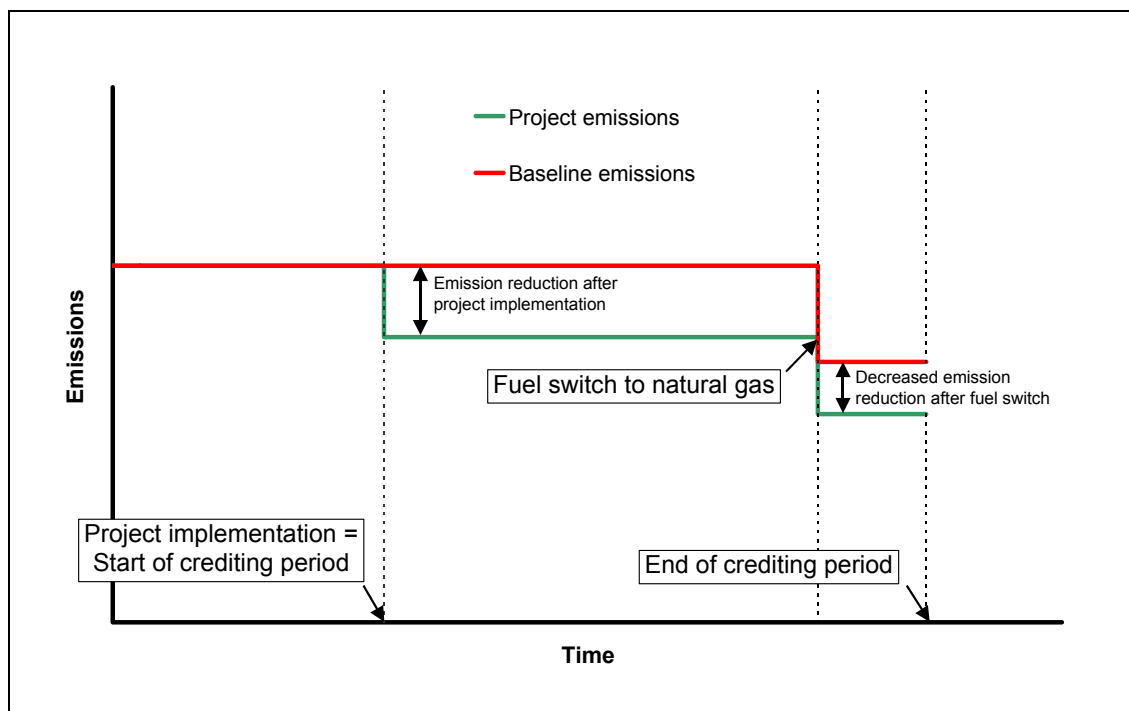 Project emissions
Baseline emissions
Emission reduction after
project implementation
Fuel switch to natural gas
Decreased emission
reduction after fuel switch
Emissions
Project implementation =
Start of crediting period
End of crediting period
Time